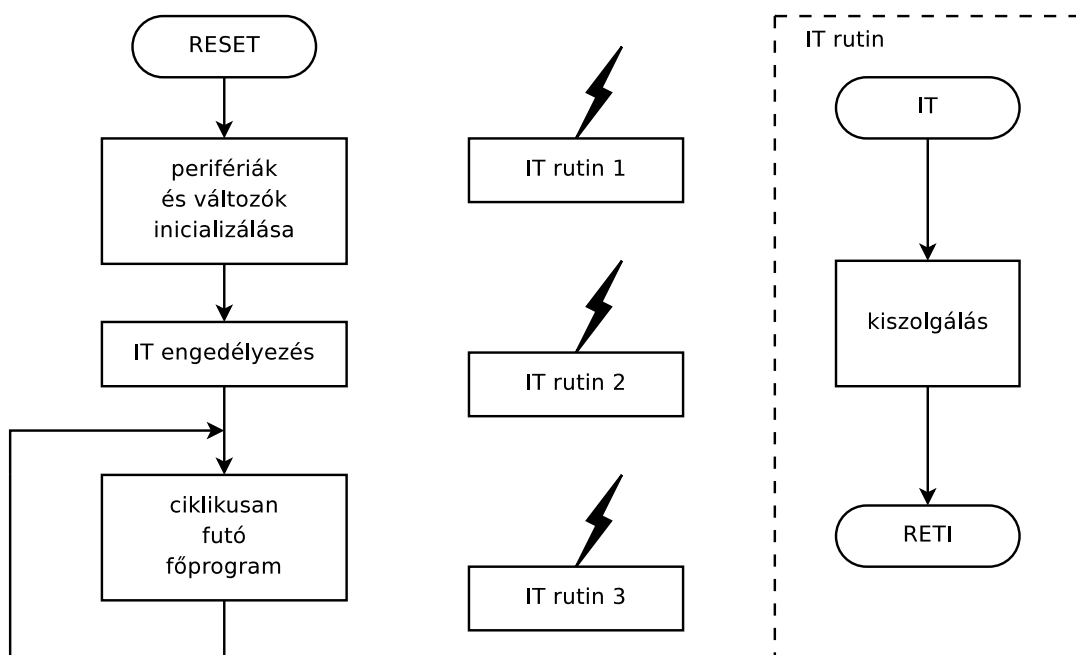 RESET
perifériák
és változók
inicializálása
IT engedélyezés
ciklikusan
futó
főprogram
IT rutin 1
IT rutin 2
IT rutin 3
IT rutin
IT
kiszolgálás
RETI